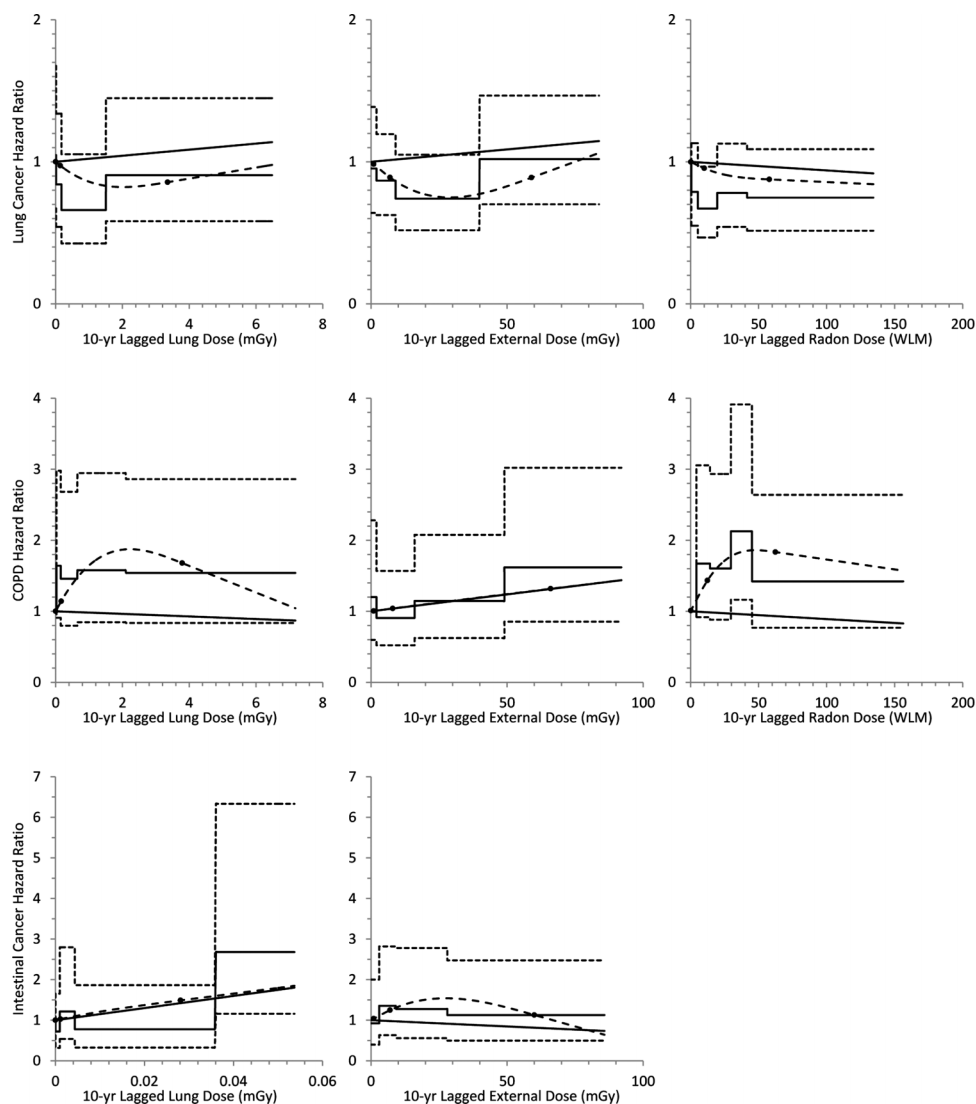 Lung Cancer Hazard Ratio
2
1
0
0 2 4 6 8
10-yr Lagged Lung Dose (mGy)
2
1
0
0 50 100
10-yr Lagged External Dose (mGy)
2
1
0
0 50 100 150 200
10-yr Lagged Radon Dose (WLM)
COPD Hazard Ratio
4
3
2
1
0
0 2 4 6 8
10-yr Lagged Lung Dose (mGy)
4
3
2
1
0
0 50 100
10-yr Lagged External Dose (mGy)
4
3
2
1
0
0 50 100 150 200
10-yr Lagged Radon Dose (WLM)
Intestinal Cancer Hazard Ratio
7
6
5
4
3
2
1
0
0 0.02 0.04 0.06
10-yr Lagged Lung Dose (mGy)
7
6
5
4
3
2
1
0
0 50 100
10-yr Lagged External Dose (mGy)